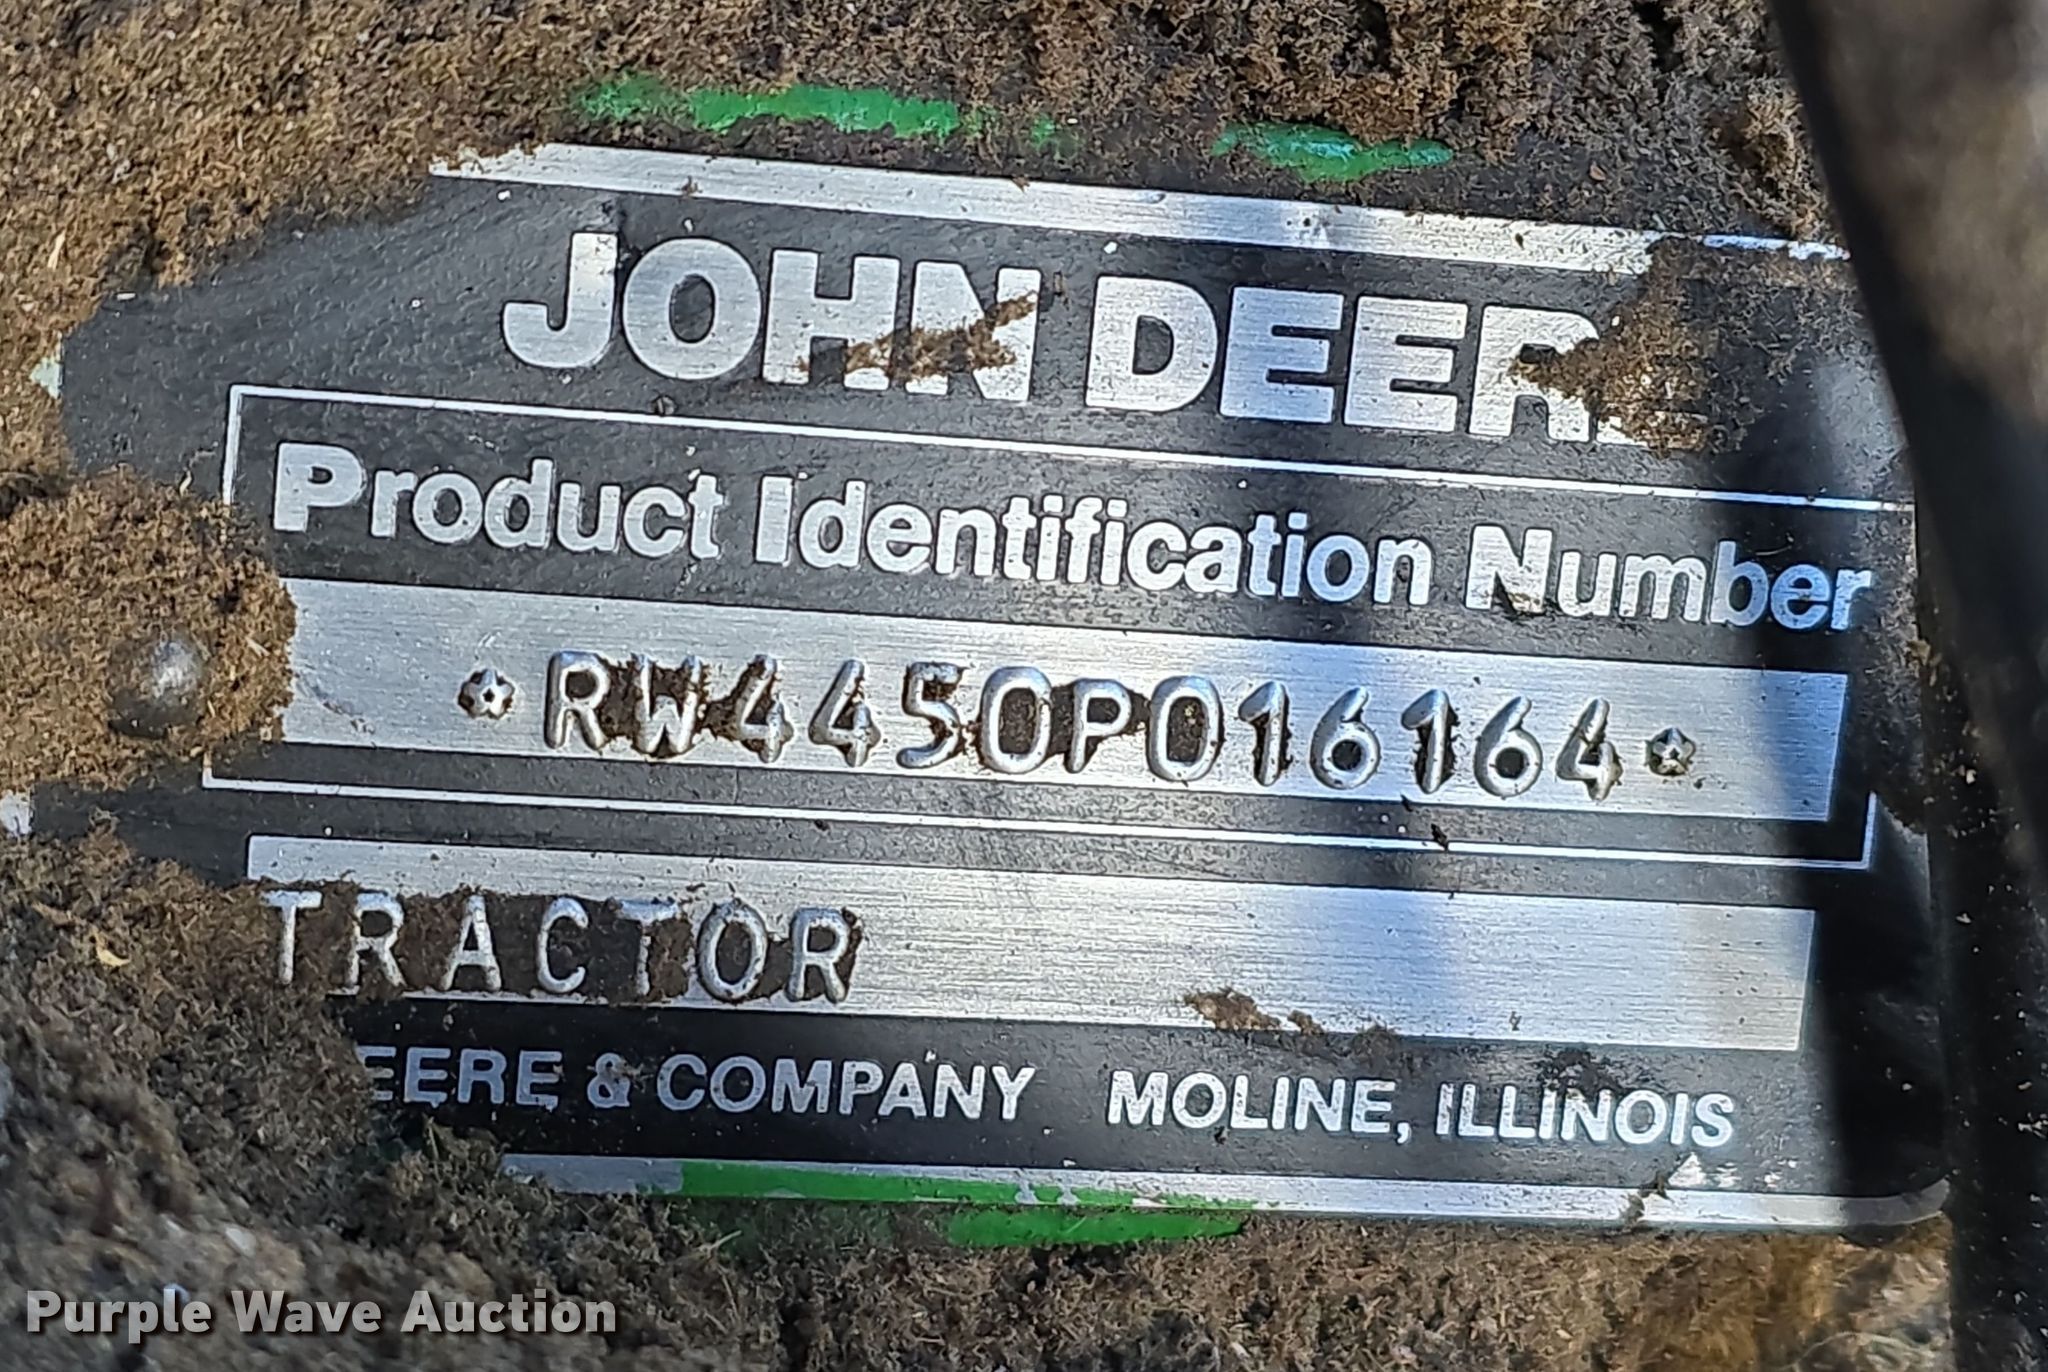 JOHN DEER
Product Identification Number
*RW4450P016164*
TRACTOR
EERE & COMPANY MOLINE, ILLINOIS
Purple Wave Auction